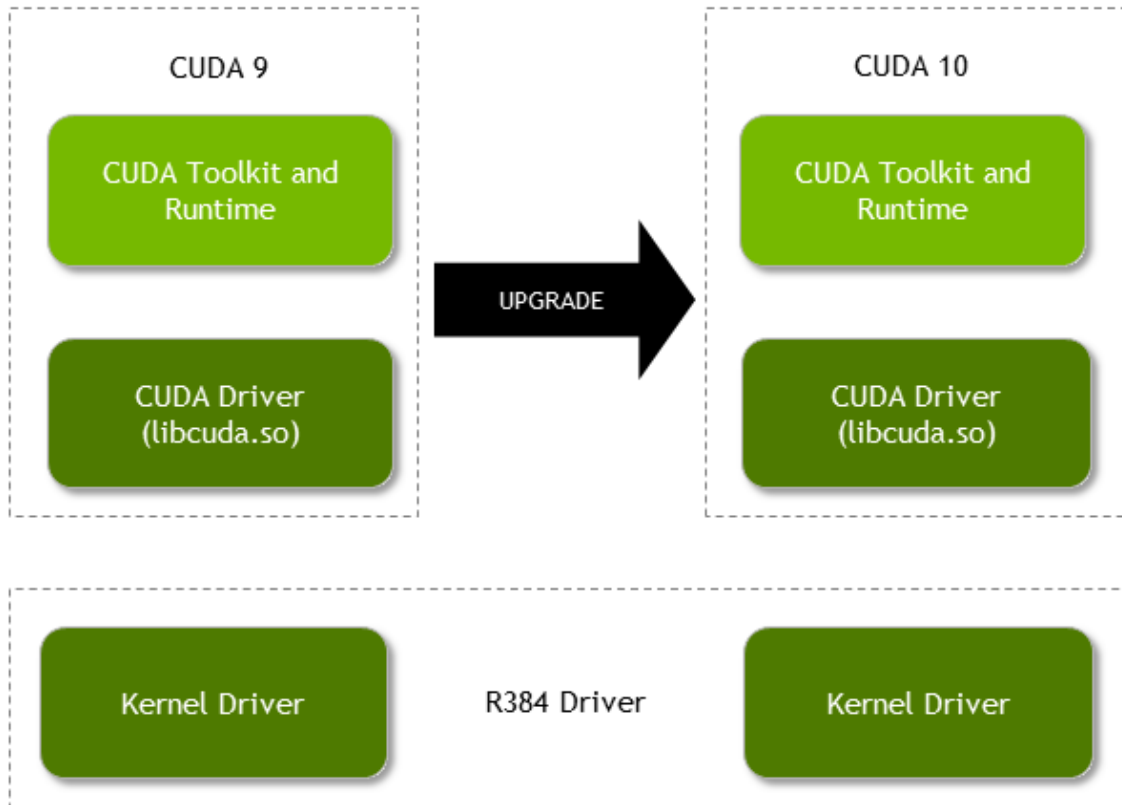 CUDA 9
CUDA Toolkit and
Runtime
CUDA Driver
(libcuda.so)
UPGRADE
CUDA 10
CUDA Toolkit and
Runtime
CUDA Driver
(libcuda.so)
Kernel Driver
R384 Driver
Kernel Driver